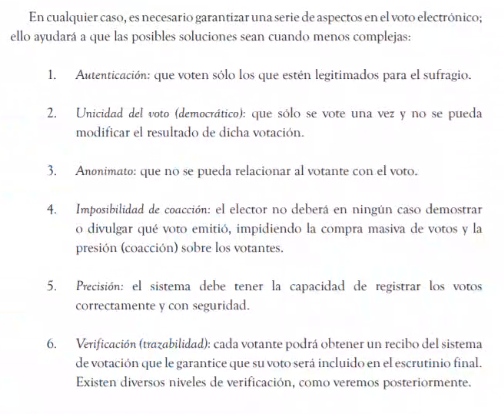 En cualquier caso, es necesario garantizar una serie de aspectos en el voto electrónico;
ello ayudará a que las posibles soluciones sean cuando menos complejas:
1. Autenticación: que voten sólo los que estén legitimados para el sufragio.
2. Unicidad del voto (democrático): que sólo se vote una vez y no se pueda
modificar el resultado de dicha votación.
3. Anonimato: que no se pueda relacionar al votante con el voto.
4. Imposibilidad de coacción: el elector no deberá en ningún caso demostrar
o divulgar qué voto emitió, impidiendo la compra masiva de votos y la
presión (coacción) sobre los votantes.
5. Precisión: el sistema debe tener la capacidad de registrar los votos
correctamente y con seguridad.
6. Verificación (trazabilidad): cada votante podrá obtener un recibo del sistema
de votación que le garantice que su voto será incluido en el escrutinio final.
Existen diversos niveles de verificación, como veremos posteriormente.